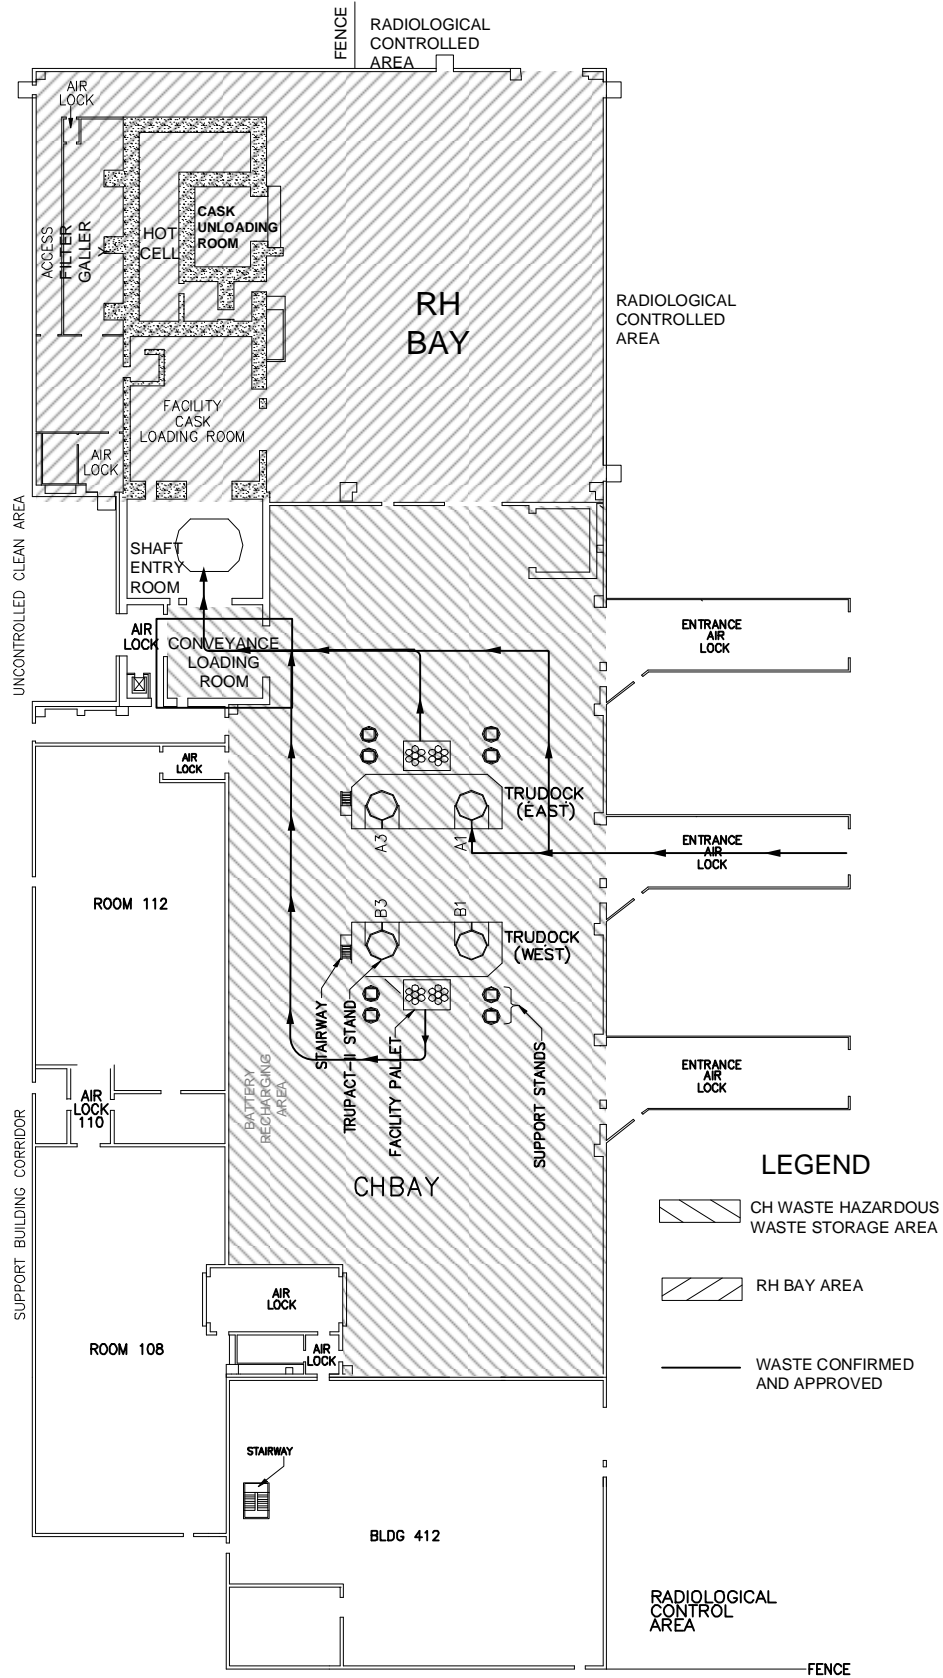 FENCE
RADIOLOGICAL
CONTROLLED
AREA
AIR
LOCK
ACCESS
FILTER
GALLER
Y
HOT
CELL
CASK
UNLOADING
ROOM
RH
BAY
RADIOLOGICAL
CONTROLLED
AREA
FACILITY
CASK
LOADING ROOM
AIR
LOCK
UNCONTROLLED CLEAN AREA
SHAFT
ENTRY
ROOM
AIR
LOCK
CONVEYANCE
LOADING
ROOM
ENTRANCE
AIR
LOCK
AIR
LOCK
TRUDOCK
(EAST)
A3
A1
ENTRANCE
AIR
LOCK
ROOM 112
B3
B1
TRUDOCK
(WEST)
STAIRWAY
TRUPACT-II STAND
FACILITY PALLET
SUPPORT STANDS
BATTERY
RECHARGING
AREA
ENTRANCE
AIR
LOCK
AIR
LOCK
110
SUPPORT BUILDING CORRIDOR
CHBAY
LEGEND
CH WASTE HAZARDOUS
WASTE STORAGE AREA
RH BAY AREA
WASTE CONFIRMED
AND APPROVED
AIR
LOCK
ROOM 108
AIR
LOCK
STAIRWAY
BLDG 412
RADIOLOGICAL
CONTROL
AREA
FENCE